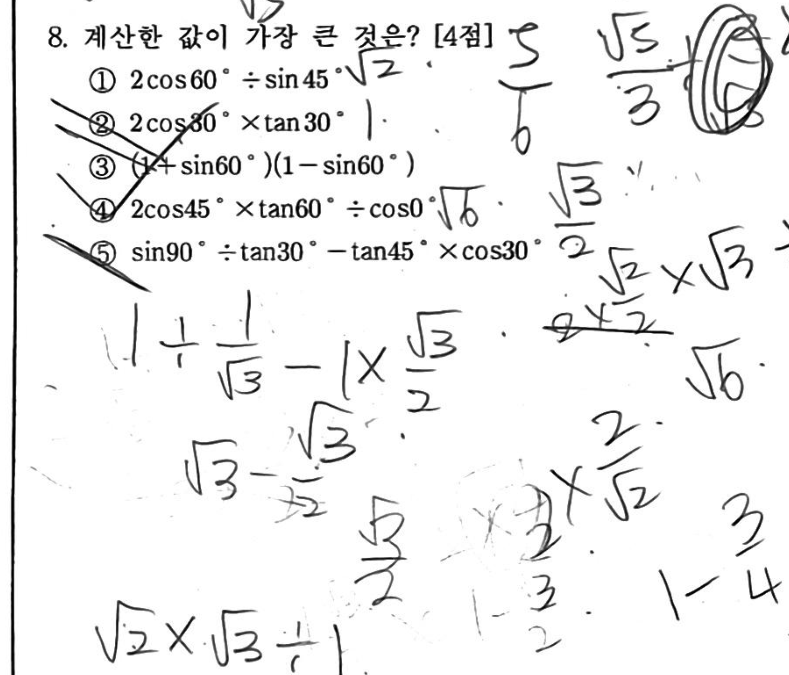 8. 계산한 값이 가장 큰 것은? [4점]
① 2cos60° ÷ sin45° √2
② 2cos30° × tan30° 1
③ (1+sin60°)(1−sin60°)
④ 2cos45° × tan60° ÷ cos0° √6
⑤ sin90° ÷ tan30° − tan45° × cos30° √3/2
5/6
√5/3
1 ÷ 1/√3 − 1 × √3/2
2 × √2/2 × √3
√6
√3 − √3/2
× 2/√2
√3/2
1 − 3/2
1 − 3/4
√2 × √3 ÷ 1